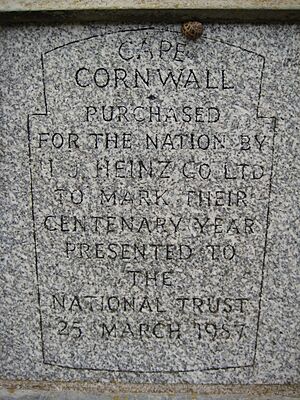 CAPE
CORNWALL
PURCHASED
FOR THE NATION BY
H J HEINZ CO LTD
TO MARK THEIR
CENTENARY YEAR
PRESENTED TO
THE
NATIONAL TRUST
25 MARCH 1987